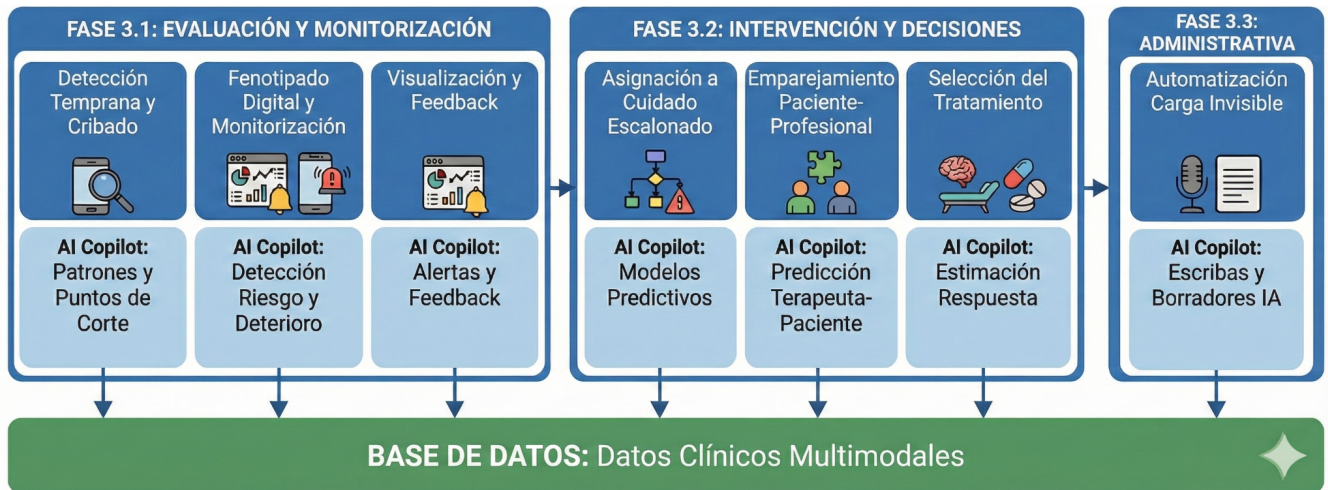 FASE 3.1: EVALUACIÓN Y MONITORIZACIÓN
Detección
Temprana y
Cribado
AI Copilot:
Patrones y
Puntos de
Corte
Fenotipado
Digital y
Monitorización
AI Copilot:
Detección
Riesgo y
Deterioro
Visualización y
Feedback
AI Copilot:
Alertas y
Feedback
FASE 3.2: INTERVENCIÓN Y DECISIONES
Asignación a
Cuidado
Escalonado
AI Copilot:
Modelos
Predictivos
Emparejamiento
Paciente-
Profesional
AI Copilot:
Predicción
Terapeuta-
Paciente
Selección del
Tratamiento
AI Copilot:
Estimación
Respuesta
FASE 3.3:
ADMINISTRATIVA
Automatización
Carga Invisible
AI Copilot:
Escribas y
Borradores IA
BASE DE DATOS: Datos Clínicos Multimodales